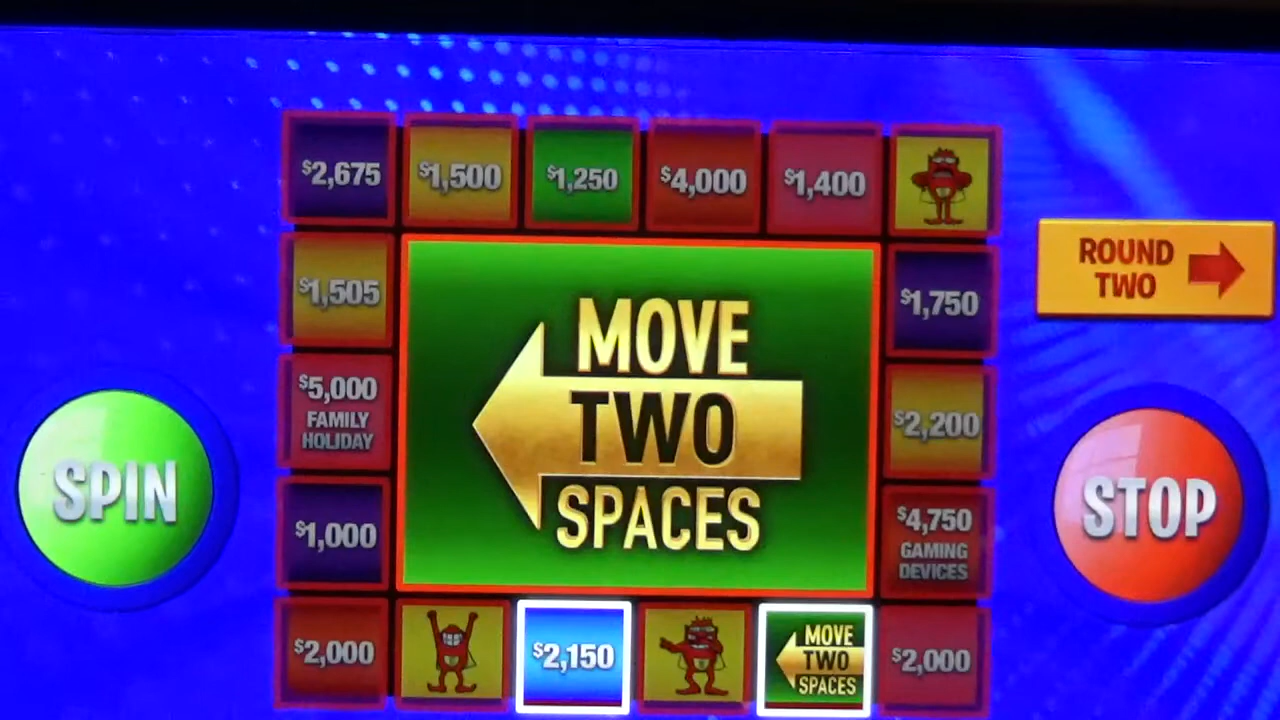 $2,675
$1,500
$1,250
$4,000
$1,400
$1,505
$1,750
ROUND
TWO
MOVE
TWO
SPACES
$5,000
FAMILY
HOLIDAY
$2,200
SPIN
STOP
$1,000
$4,750
GAMING
DEVICES
$2,000
$2,150
MOVE
TWO
SPACES
$2,000